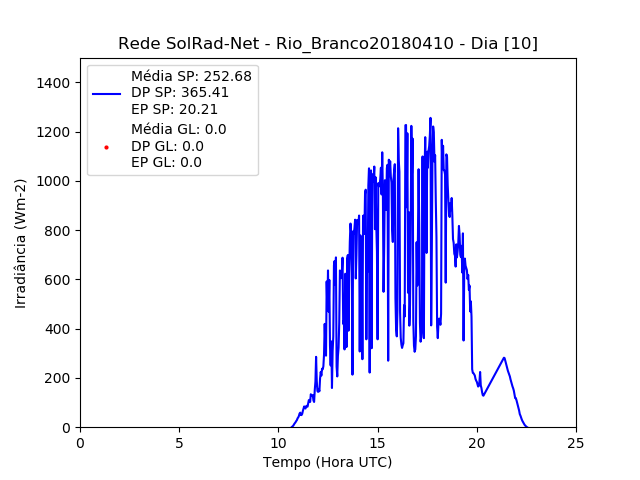 Rede SolRad-Net - Rio_Branco20180410 - Dia [10]
Média SP: 252.68
DP SP: 365.41
EP SP: 20.21
Média GL: 0.0
DP GL: 0.0
EP GL: 0.0
1400
1200
1000
800
600
400
200
0
Irradiância (Wm-2)
0 5 10 15 20 25
Tempo (Hora UTC)